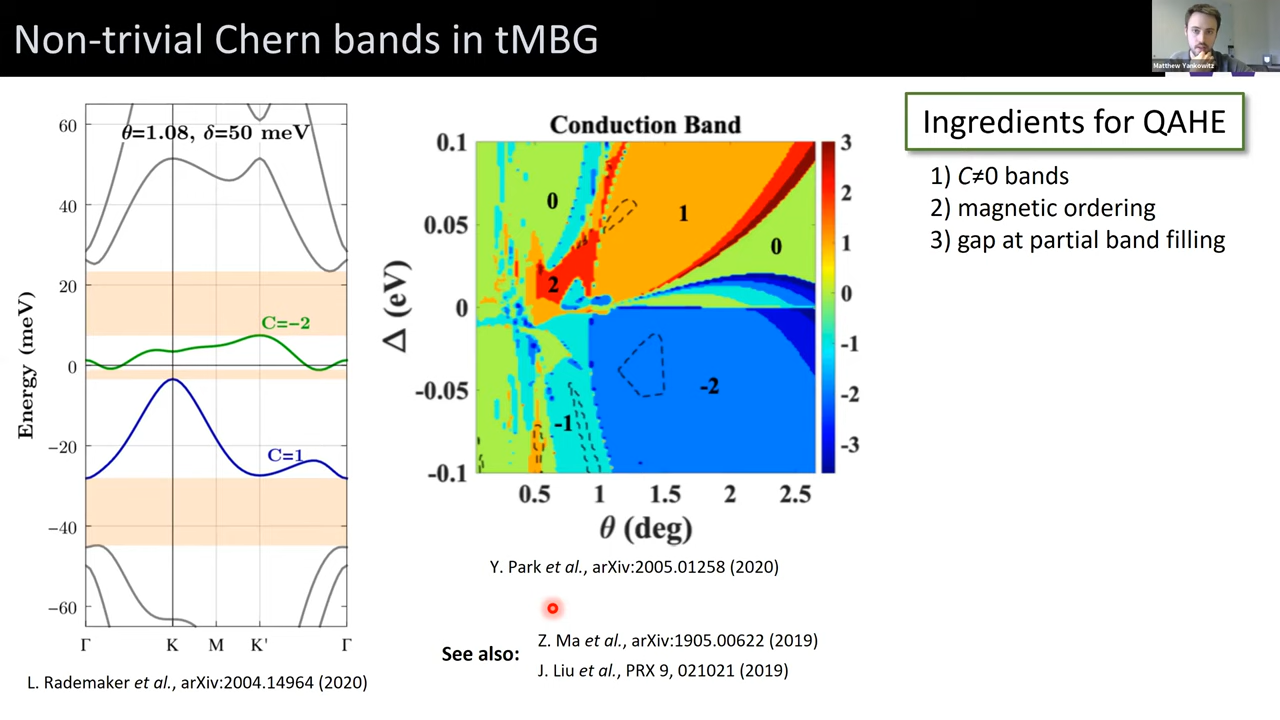 Non-trivial Chern bands in tMBG
Matthew Yankowitz
θ=1.08, δ=50 meV
60
40
20
0
−20
−40
−60
Energy (meV)
C=−2
C=1
Γ
K
M
K'
Γ
L. Rademaker et al., arXiv:2004.14964 (2020)
Conduction Band
0.1
0.05
0
-0.05
-0.1
Δ (eV)
0
1
0
2
-2
-1
0.5
1
1.5
2
2.5
θ (deg)
3
2
1
0
-1
-2
-3
Y. Park et al., arXiv:2005.01258 (2020)
See also:
Z. Ma et al., arXiv:1905.00622 (2019)
J. Liu et al., PRX 9, 021021 (2019)
Ingredients for QAHE
1) C≠0 bands
2) magnetic ordering
3) gap at partial band filling